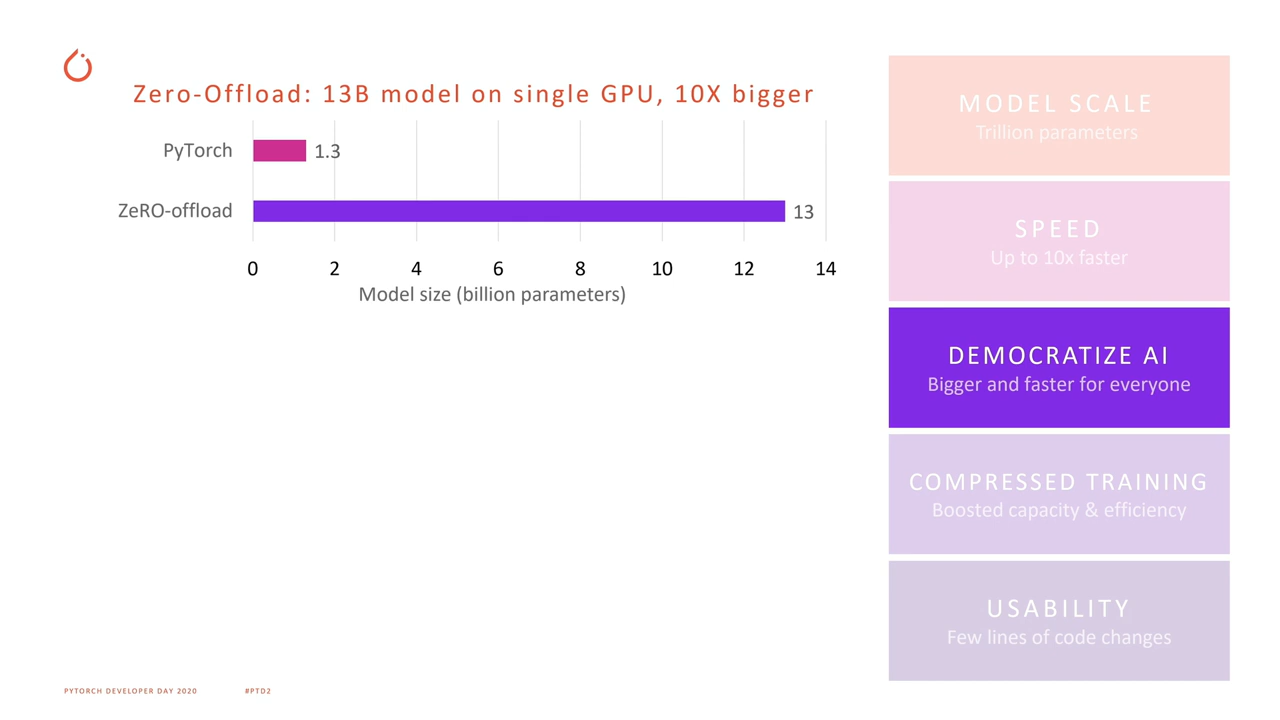 Zero-Offload: 13B model on single GPU, 10X bigger
PyTorch
1.3
ZeRO-offload
13
0 2 4 6 8 10 12 14
Model size (billion parameters)
MODEL SCALE
Trillion parameters
SPEED
Up to 10x faster
DEMOCRATIZE AI
Bigger and faster for everyone
COMPRESSED TRAINING
Boosted capacity & efficiency
USABILITY
Few lines of code changes
PYTORCH DEVELOPER DAY 2020 #PTD2